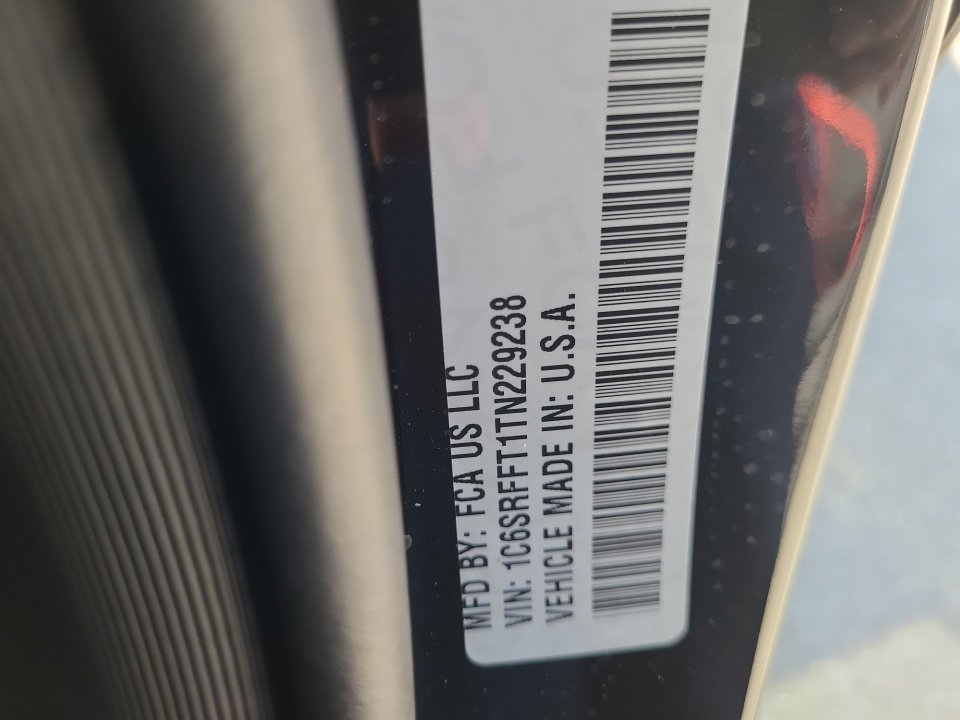 MFD BY: FCA US LLC
VIN: 1C6SRFFT1TN229238
VEHICLE MADE IN: U.S.A.